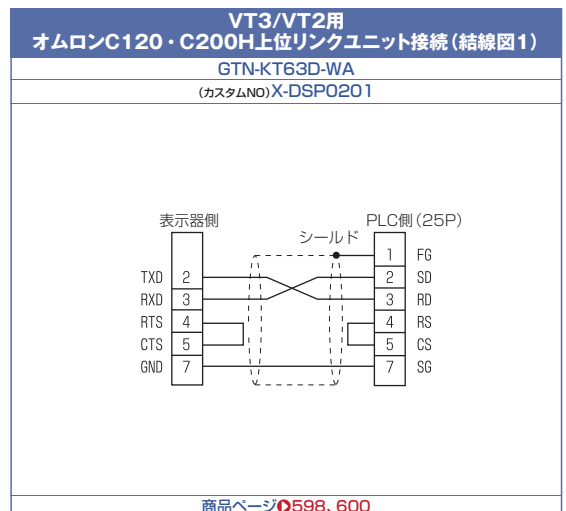 VT3/VT2用
オムロンC120・C200H上位リンクユニット接続(結線図1)
GTN-KT63D-WA
(カスタムNO)X-DSP0201
表示器側
シールド
PLC側(25P)
1 FG
TXD 2 2 SD
RXD 3 3 RD
RTS 4 4 RS
CTS 5 5 CS
GND 7 7 SG
商品ページ598、600